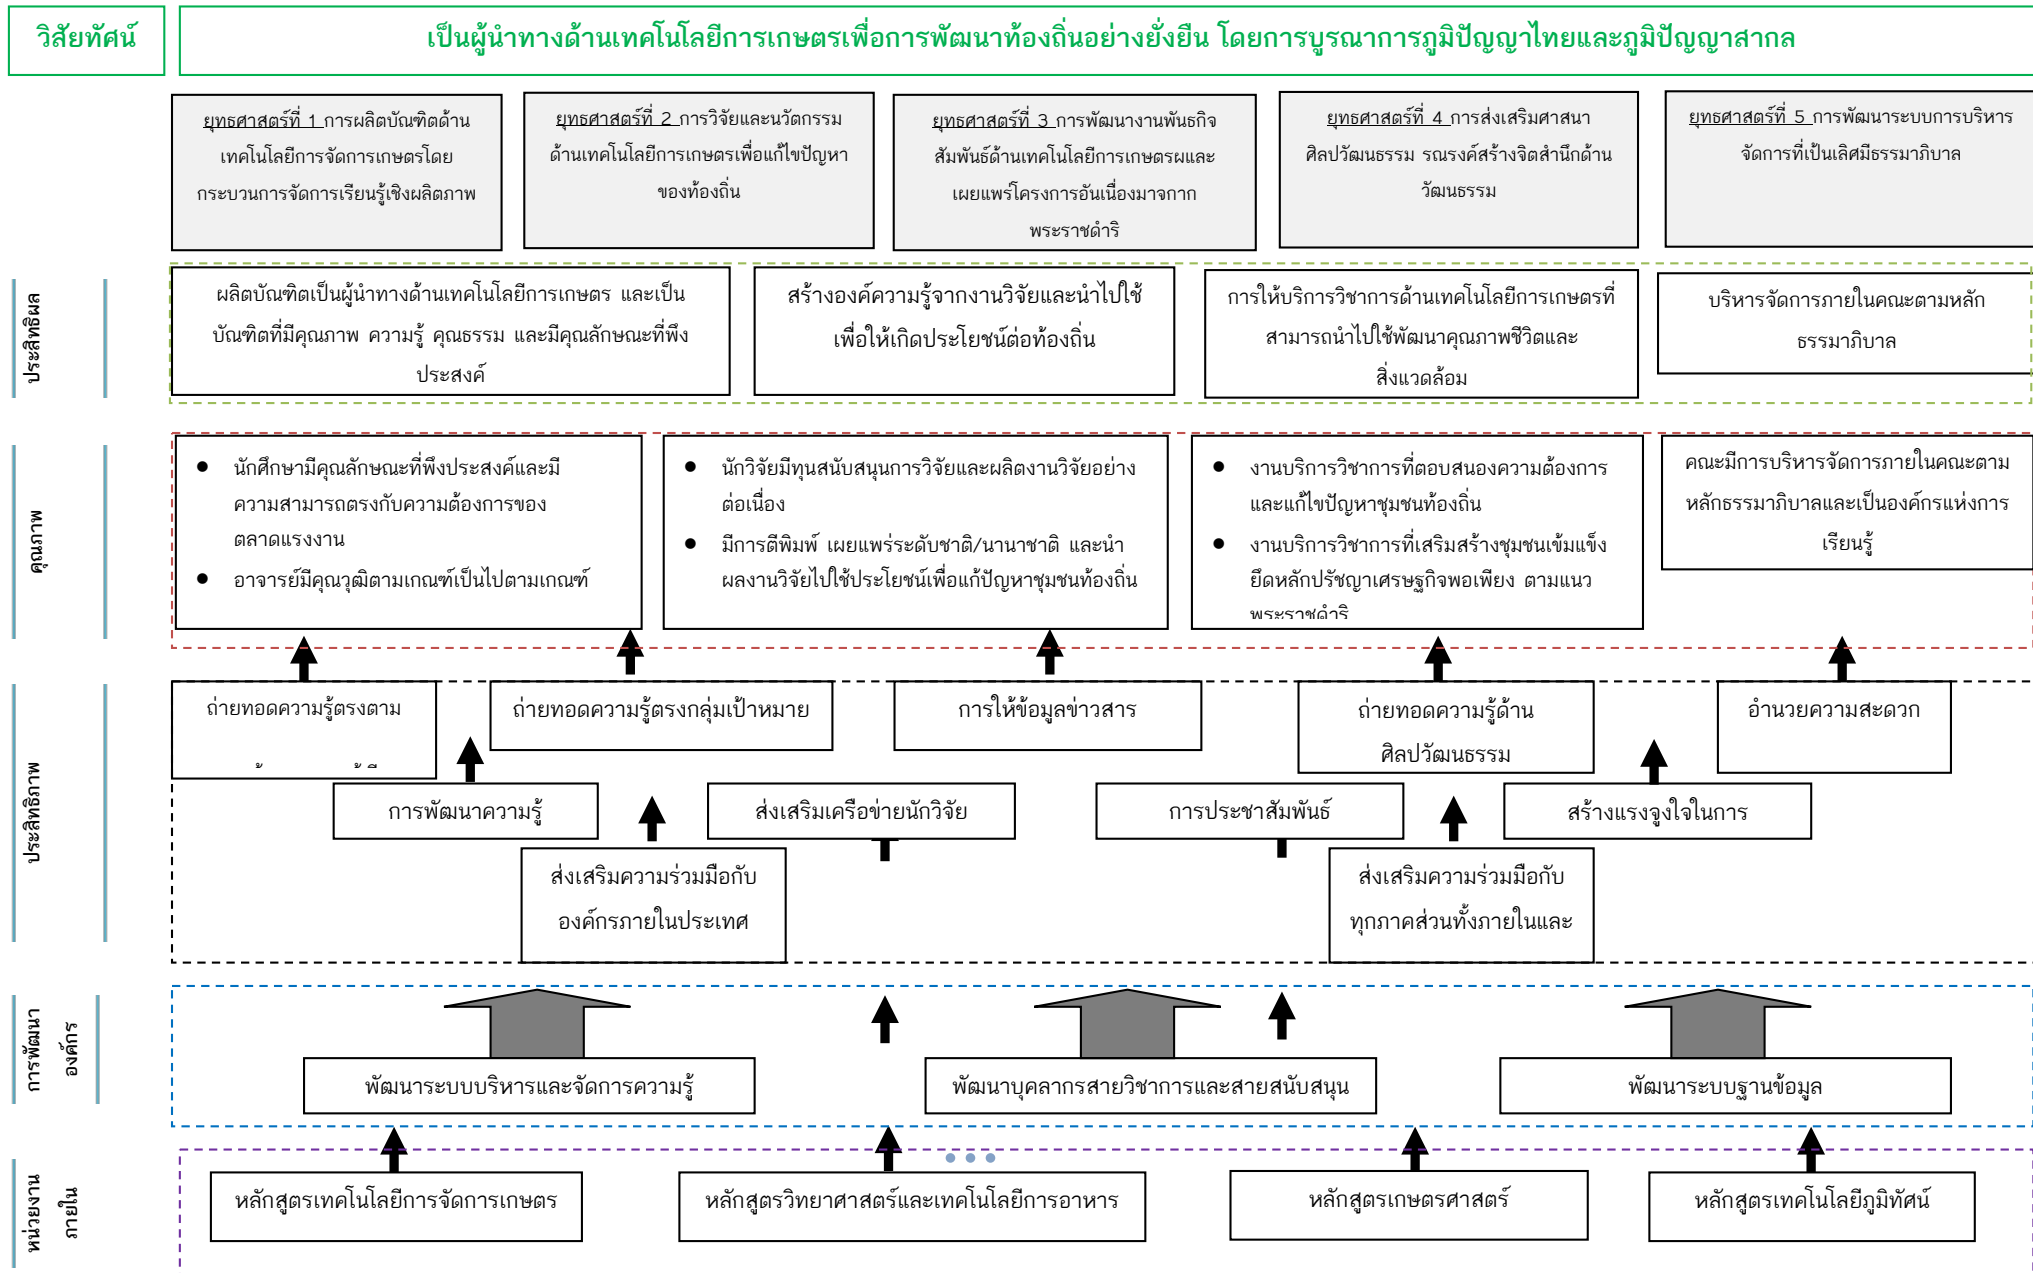 วิสัยทัศน์
เป็นผู้นำทางด้านเทคโนโลยีการเกษตรเพื่อการพัฒนาท้องถิ่นอย่างยั่งยืน โดยการบูรณาการภูมิปัญญาไทยและภูมิปัญญาสากล
ยุทธศาสตร์ที่ 1 การผลิตบัณฑิตด้าน
เทคโนโลยีการจัดการเกษตรโดย
กระบวนการจัดการเรียนรู้เชิงผลิตภาพ
ยุทธศาสตร์ที่ 2 การวิจัยและนวัตกรรม
ด้านเทคโนโลยีการเกษตรเพื่อแก้ไขปัญหา
ของท้องถิ่น
ยุทธศาสตร์ที่ 3 การพัฒนางานพันธกิจ
สัมพันธ์ด้านเทคโนโลยีการเกษตรผและ
เผยแพร่โครงการอันเนื่องมาจกาก
พระราชดำริ
ยุทธศาสตร์ที่ 4 การส่งเสริมศาสนา
ศิลปวัฒนธรรม รณรงค์สร้างจิตสำนึกด้าน
วัฒนธรรม
ยุทธศาสตร์ที่ 5 การพัฒนาระบบการบริหาร
จัดการที่เป้นเลิศมีธรรมาภิบาล
ประสิทธิผล
ผลิตบัณฑิตเป็นผู้นำทางด้านเทคโนโลยีการเกษตร และเป็น
บัณฑิตที่มีคุณภาพ ความรู้ คุณธรรม และมีคุณลักษณะที่พึง
ประสงค์
สร้างองค์ความรู้จากงานวิจัยและนำไปใช้
เพื่อให้เกิดประโยชน์ต่อท้องถิ่น
การให้บริการวิชาการด้านเทคโนโลยีการเกษตรที่
สามารถนำไปใช้พัฒนาคุณภาพชีวิตและ
สิ่งแวดล้อม
บริหารจัดการภายในคณะตามหลัก
ธรรมาภิบาล
คุณภาพ
● นักศึกษามีคุณลักษณะที่พึงประสงค์และมี
ความสามารถตรงกับความต้องการของ
ตลาดแรงงาน
● อาจารย์มีคุณวุฒิตามเกณฑ์เป็นไปตามเกณฑ์
● นักวิจัยมีทุนสนับสนุนการวิจัยและผลิตงานวิจัยอย่าง
ต่อเนื่อง
● มีการตีพิมพ์ เผยแพร่ระดับชาติ/นานาชาติ และนำ
ผลงานวิจัยไปใช้ประโยชน์เพื่อแก้ปัญหาชุมชนท้องถิ่น
● งานบริการวิชาการที่ตอบสนองความต้องการ
และแก้ไขปัญหาชุมชนท้องถิ่น
● งานบริการวิชาการที่เสริมสร้างชุมชนเข้มแข็ง
ยึดหลักปรัชญาเศรษฐกิจพอเพียง ตามแนว
พระราชดำริ
คณะมีการบริหารจัดการภายในคณะตาม
หลักธรรมาภิบาลและเป็นองค์กรแห่งการ
เรียนรู้
ประสิทธิภาพ
ถ่ายทอดความรู้ตรงตาม
ถ่ายทอดความรู้ตรงกลุ่มเป้าหมาย
การให้ข้อมูลข่าวสาร
ถ่ายทอดความรู้ด้าน
ศิลปวัฒนธรรม
อำนวยความสะดวก
การพัฒนาความรู้
ส่งเสริมเครือข่ายนักวิจัย
การประชาสัมพันธ์
สร้างแรงจูงใจในการ
ส่งเสริมความร่วมมือกับ
องค์กรภายในประเทศ
ส่งเสริมความร่วมมือกับ
ทุกภาคส่วนทั้งภายในและ
การพัฒนา
องค์กร
พัฒนาระบบบริหารและจัดการความรู้
พัฒนาบุคลากรสายวิชาการและสายสนับสนุน
พัฒนาระบบฐานข้อมูล
หน่วยงาน
ภายใน
หลักสูตรเทคโนโลยีการจัดการเกษตร
หลักสูตรวิทยาศาสตร์และเทคโนโลยีการอาหาร
หลักสูตรเกษตรศาสตร์
หลักสูตรเทคโนโลยีภูมิทัศน์